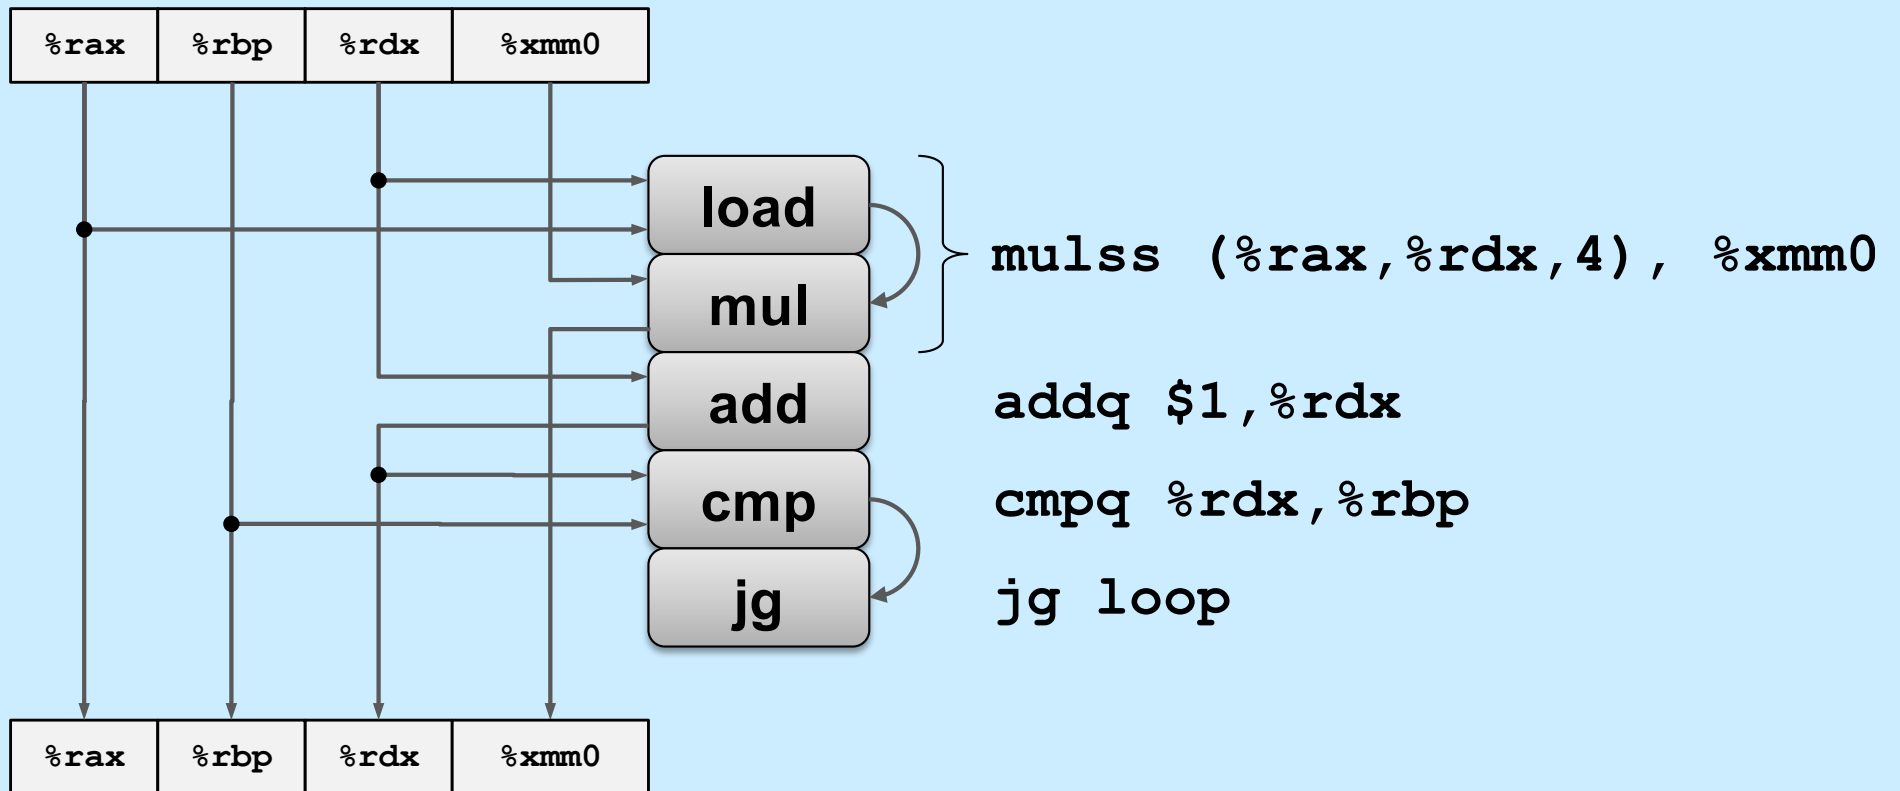 %rax %rbp %rdx %xmm0
load
mul
mulss (%rax,%rdx,4), %xmm0
add
addq $1,%rdx
cmp
cmpq %rdx,%rbp
jg
jg loop
%rax %rbp %rdx %xmm0